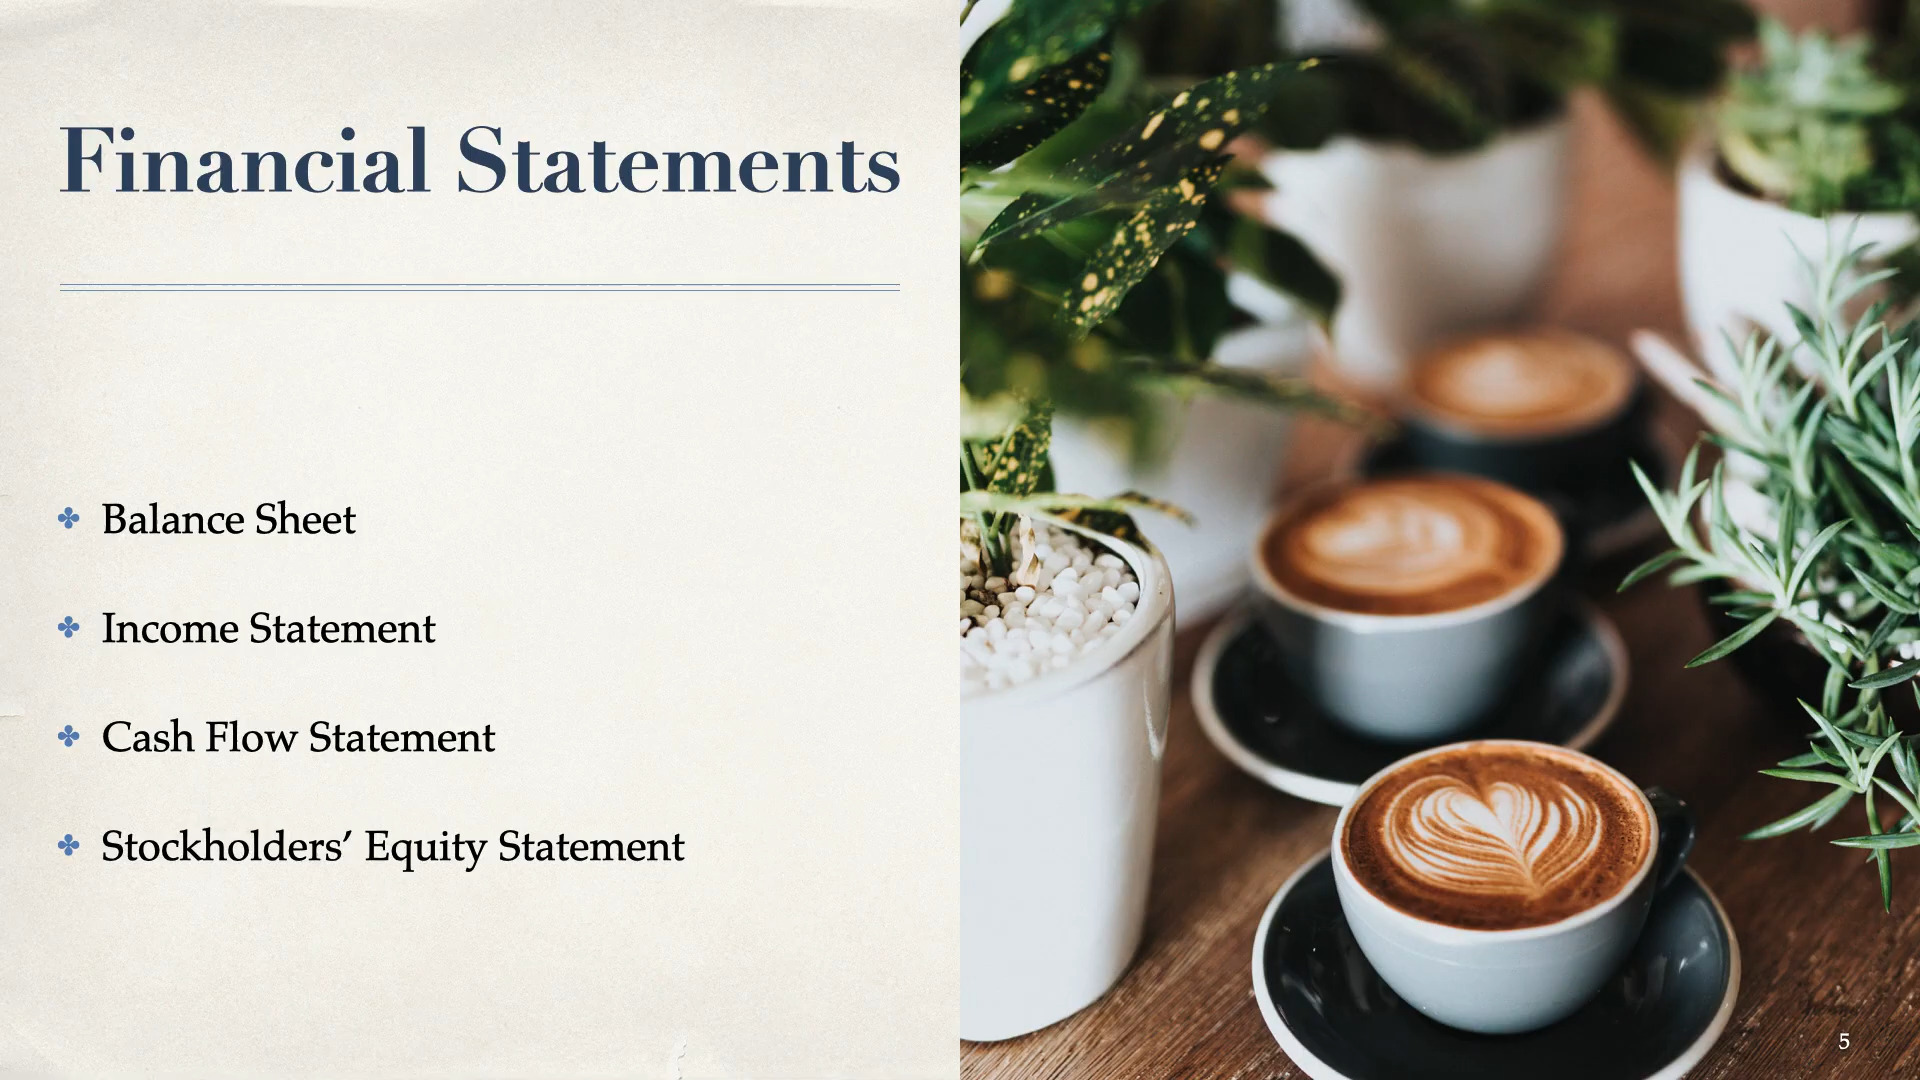 Financial Statements
Balance Sheet
Income Statement
Cash Flow Statement
Stockholders’ Equity Statement
5